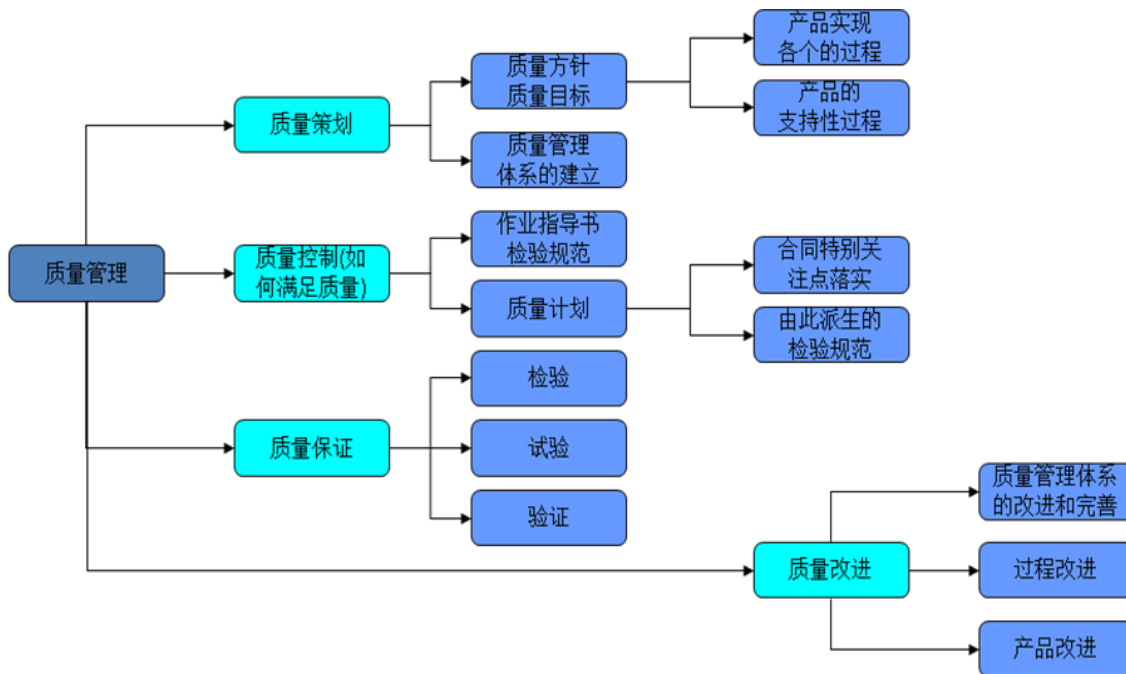 产品实现
各个的过程
质量方针
质量目标
产品的
支持性过程
质量策划
质量管理
体系的建立
作业指导书
检验规范
质量管理
质量控制(如
何满足质量)
合同特别关
注点落实
质量计划
由此派生的
检验规范
检验
质量保证
试验
验证
质量管理体系
的改进和完善
质量改进
过程改进
产品改进